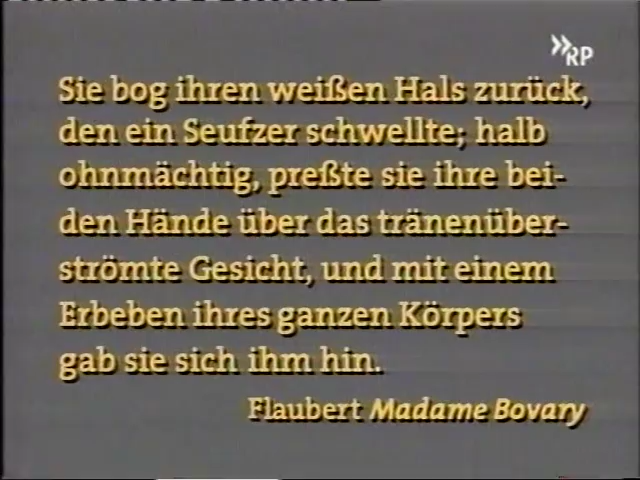 »RP
Sie bog ihren weißen Hals zurück,
den ein Seufzer schwellte; halb
ohnmächtig, preßte sie ihre bei-
den Hände über das tränenüber-
strömte Gesicht, und mit einem
Erbeben ihres ganzen Körpers
gab sie sich ihm hin.
Flaubert Madame Bovary